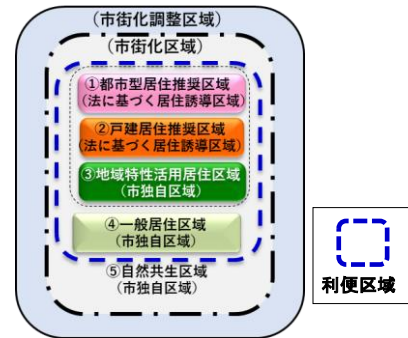 (市街化調整区域)
(市街化区域)
①都市型居住推奨区域
(法に基づく居住誘導区域)
②戸建居住推奨区域
(法に基づく居住誘導区域)
③地域特性活用居住区域
(市独自区域)
④一般居住区域
(市独自区域)
⑤自然共生区域
(市独自区域)
利便区域